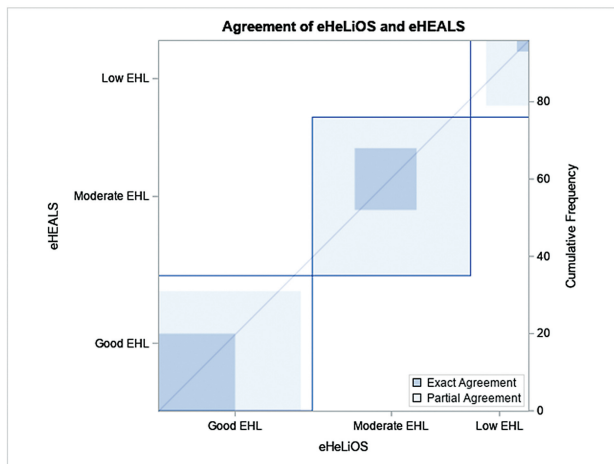 Agreement of eHeLiOS and eHEALS
Low EHL
Moderate EHL
Good EHL
eHEALS
80
60
40
20
0
Cumulative Frequency
Exact Agreement
Partial Agreement
Good EHL
Moderate EHL
Low EHL
eHeLiOS